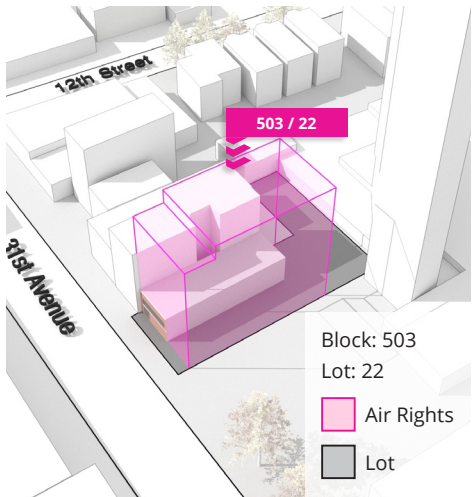 12th Street
503 / 22
31st Avenue
Block: 503
Lot: 22
Air Rights
Lot